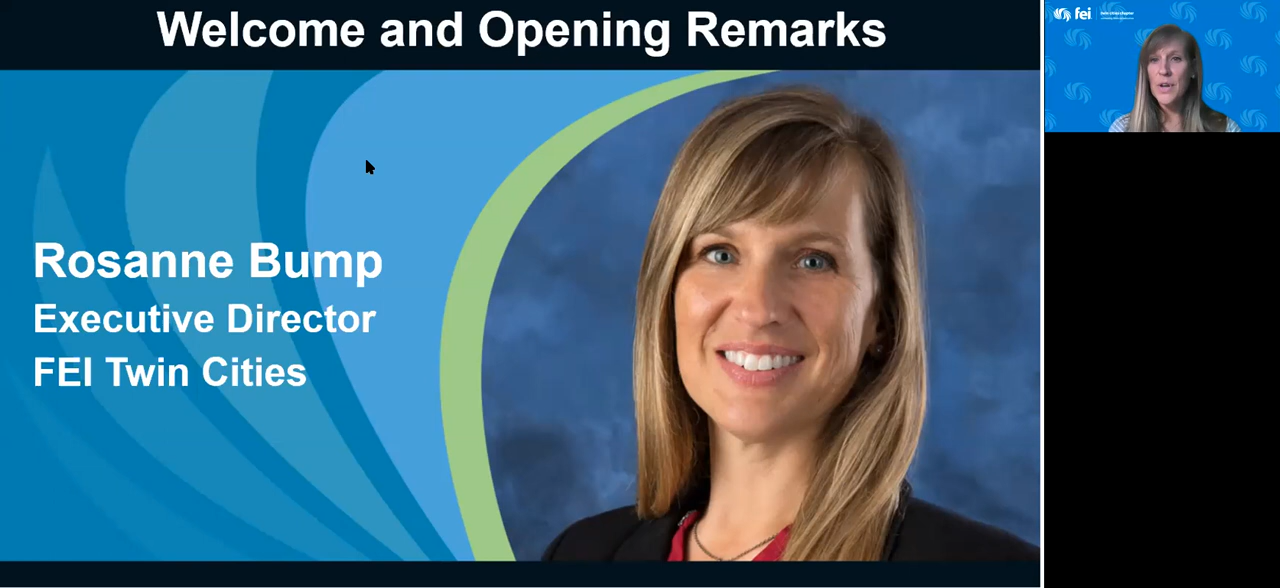 Welcome and Opening Remarks
Rosanne Bump
Executive Director
FEI Twin Cities
fei